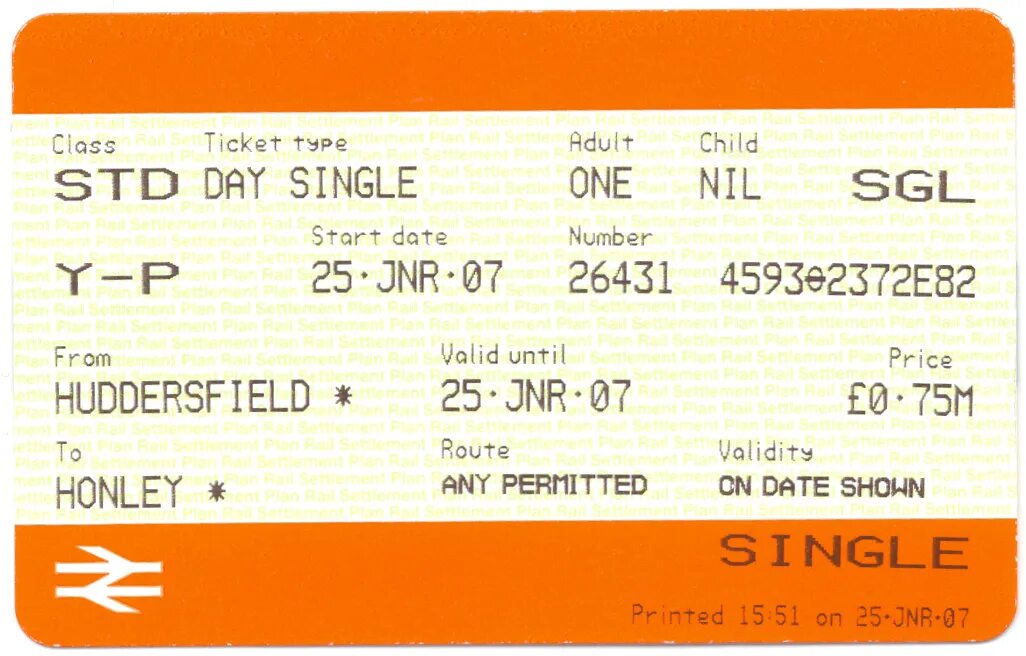 Class Ticket type Adult Child
STD DAY SINGLE ONE NIL SGL
Start date Number
Y-P 25·JNR·07 26431 459302372E82
From Valid until Price
HUDDERSFIELD * 25·JNR·07 £0·75M
To Route Validity
HONLEY * ANY PERMITTED ON DATE SHOWN
SINGLE
Printed 15:51 on 25·JNR·07